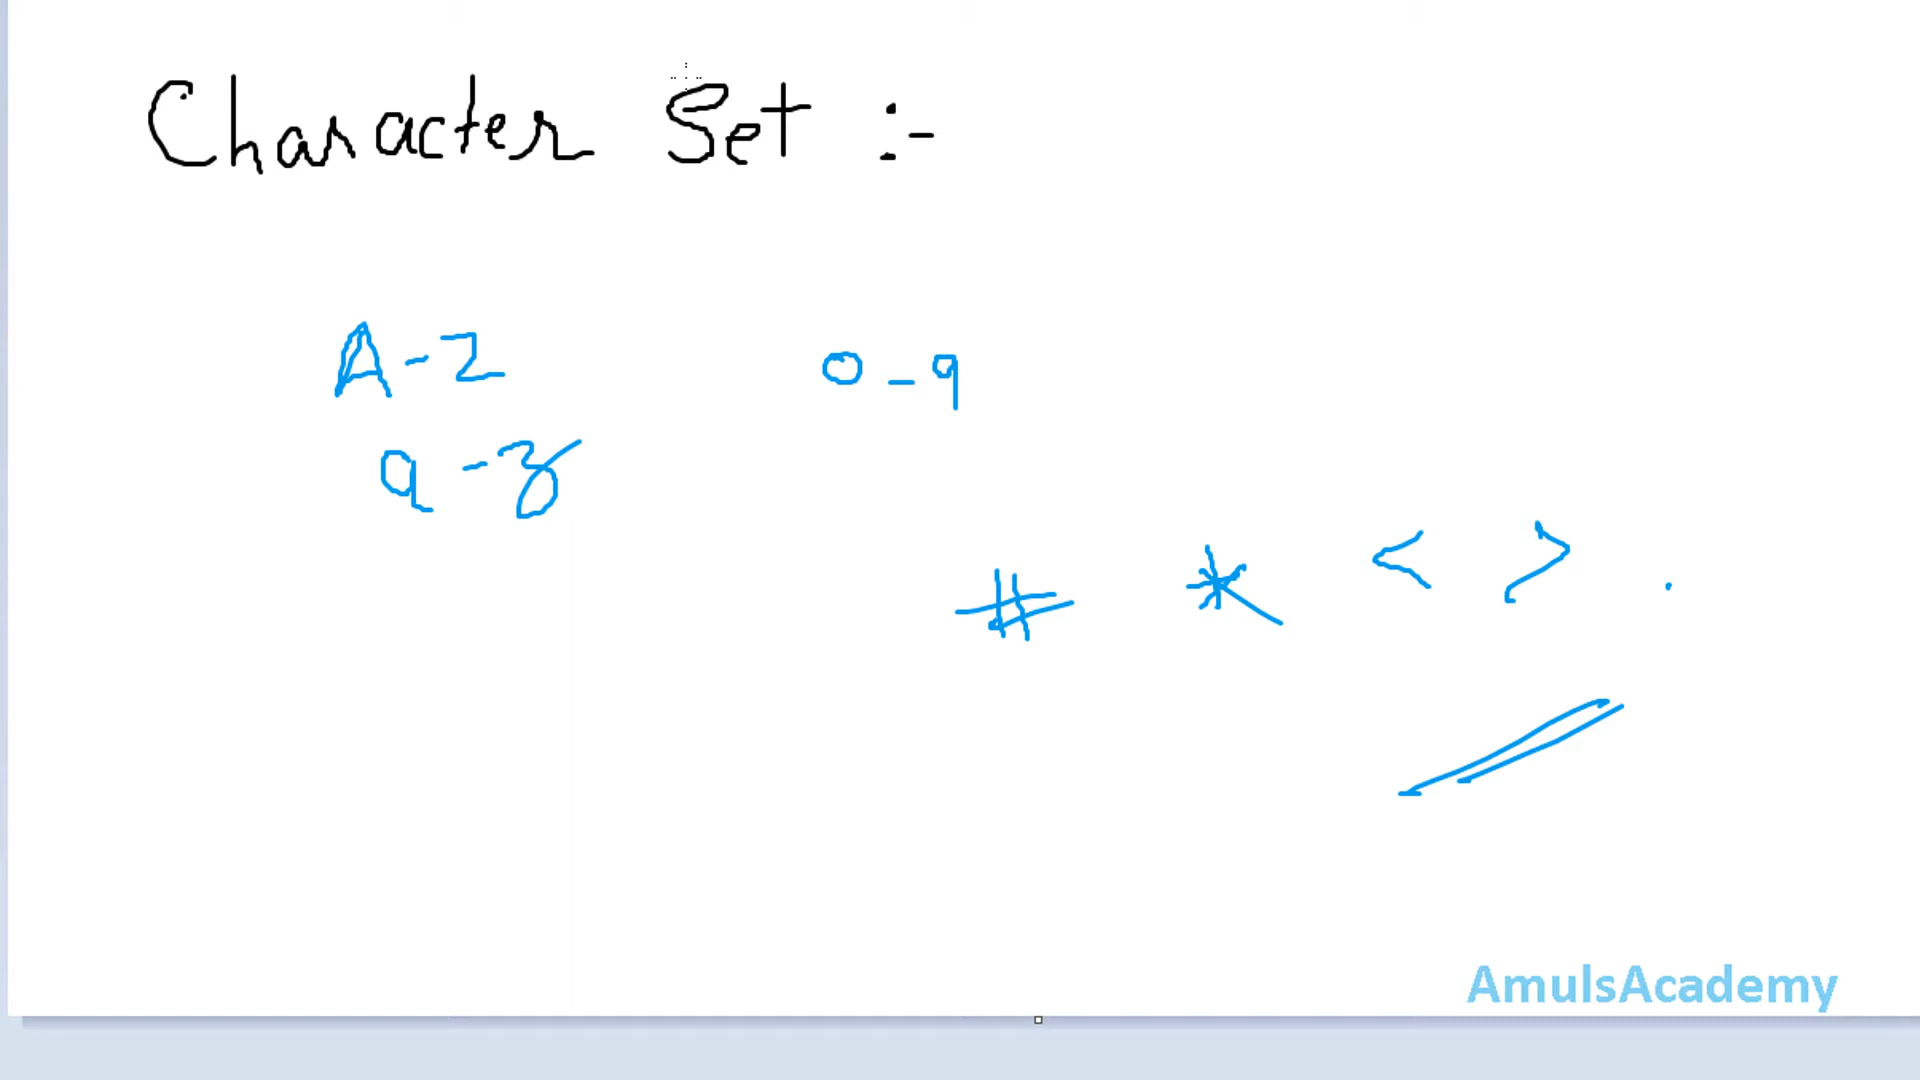 Character Set :-
A-Z 0-9
a-z
# * < > .
AmulsAcademy